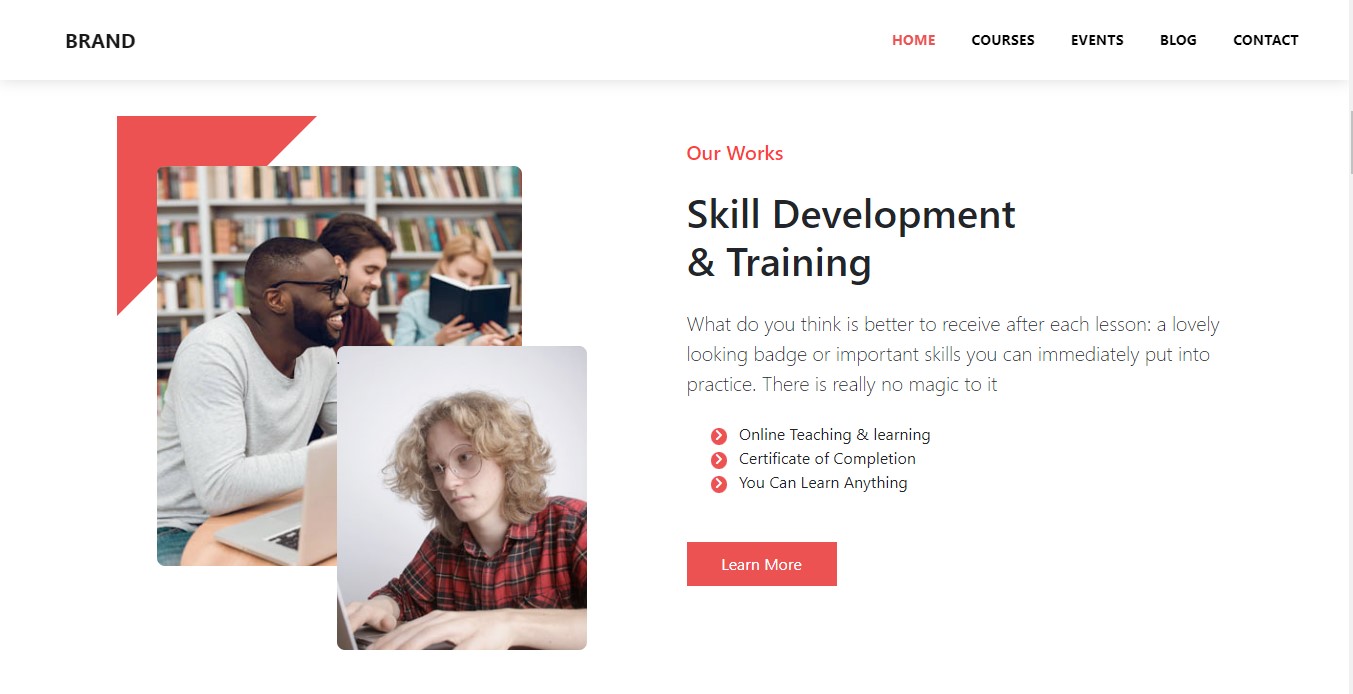 BRAND
HOME COURSES EVENTS BLOG CONTACT
Our Works
Skill Development
& Training
What do you think is better to receive after each lesson: a lovely
looking badge or important skills you can immediately put into
practice. There is really no magic to it
Online Teaching & learning
Certificate of Completion
You Can Learn Anything
Learn More